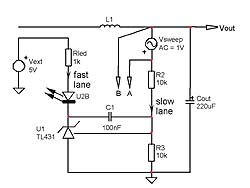 L1
Vout
Vsweep
AC = 1V
Vext
5V
Rled
1k
fast
lane
B
A
R2
10k
U2B
slow
lane
Cout
220uF
C1
100nF
U1
TL431
R3
10k